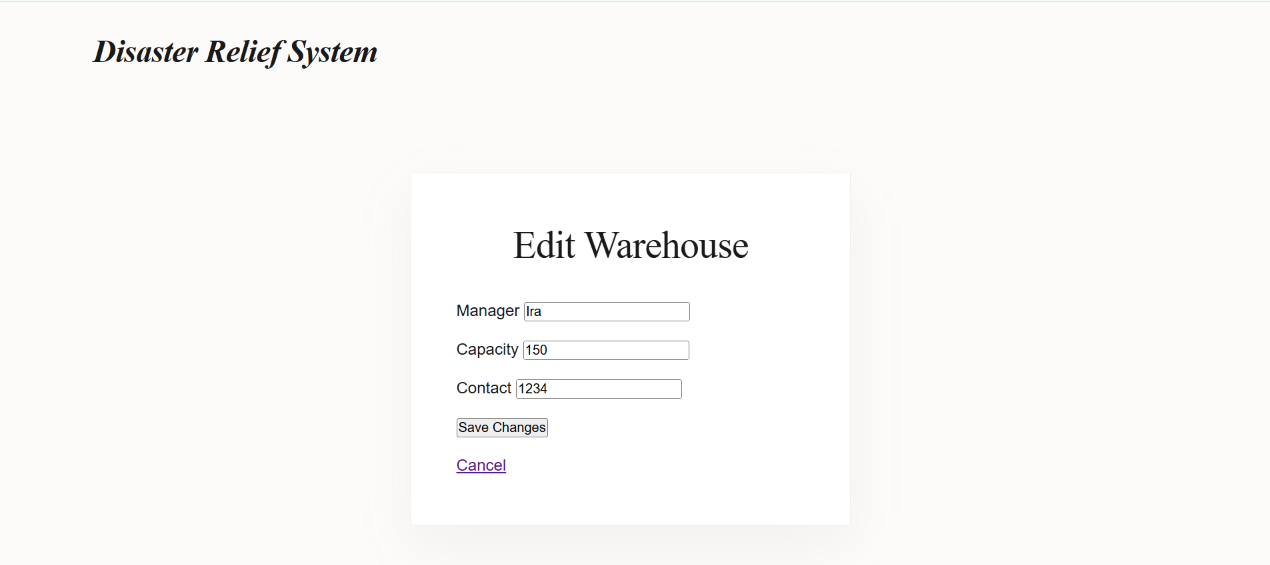 Disaster Relief System
Edit Warehouse
Manager Ira
Capacity 150
Contact 1234
Save Changes
Cancel